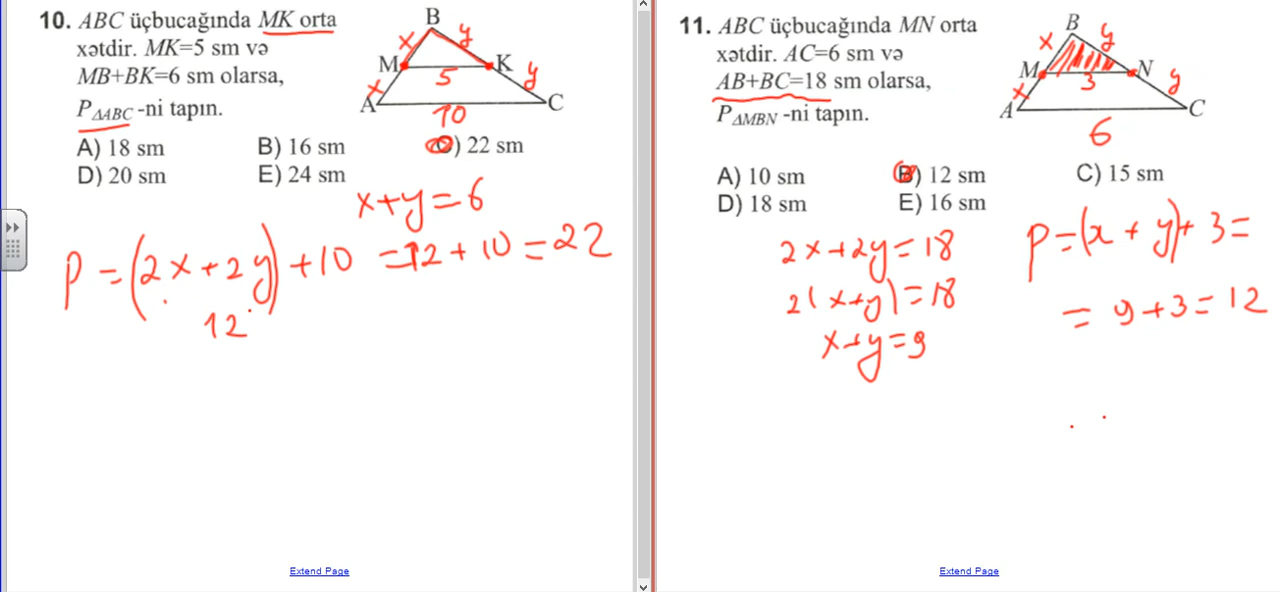 10. ABC üçbucağında MK orta
xətdir. MK=5 sm və
MB+BK=6 sm olarsa,
P△ABC -ni tapın.
B
x
y
M
K
5
x
y
A
C
10
A) 18 sm
B) 16 sm
C) 22 sm
D) 20 sm
E) 24 sm
x+y=6
P=(2x+2y)+10 =12+10=22
12
Extend Page
11. ABC üçbucağında MN orta
xətdir. AC=6 sm və
AB+BC=18 sm olarsa,
P△MBN -ni tapın.
B
x
y
M
N
3
x
y
A
C
6
A) 10 sm
B) 12 sm
C) 15 sm
D) 18 sm
E) 16 sm
2x+2y=18
2(x+y)=18
x+y=9
P=(x+y)+3=
=9+3=12
Extend Page